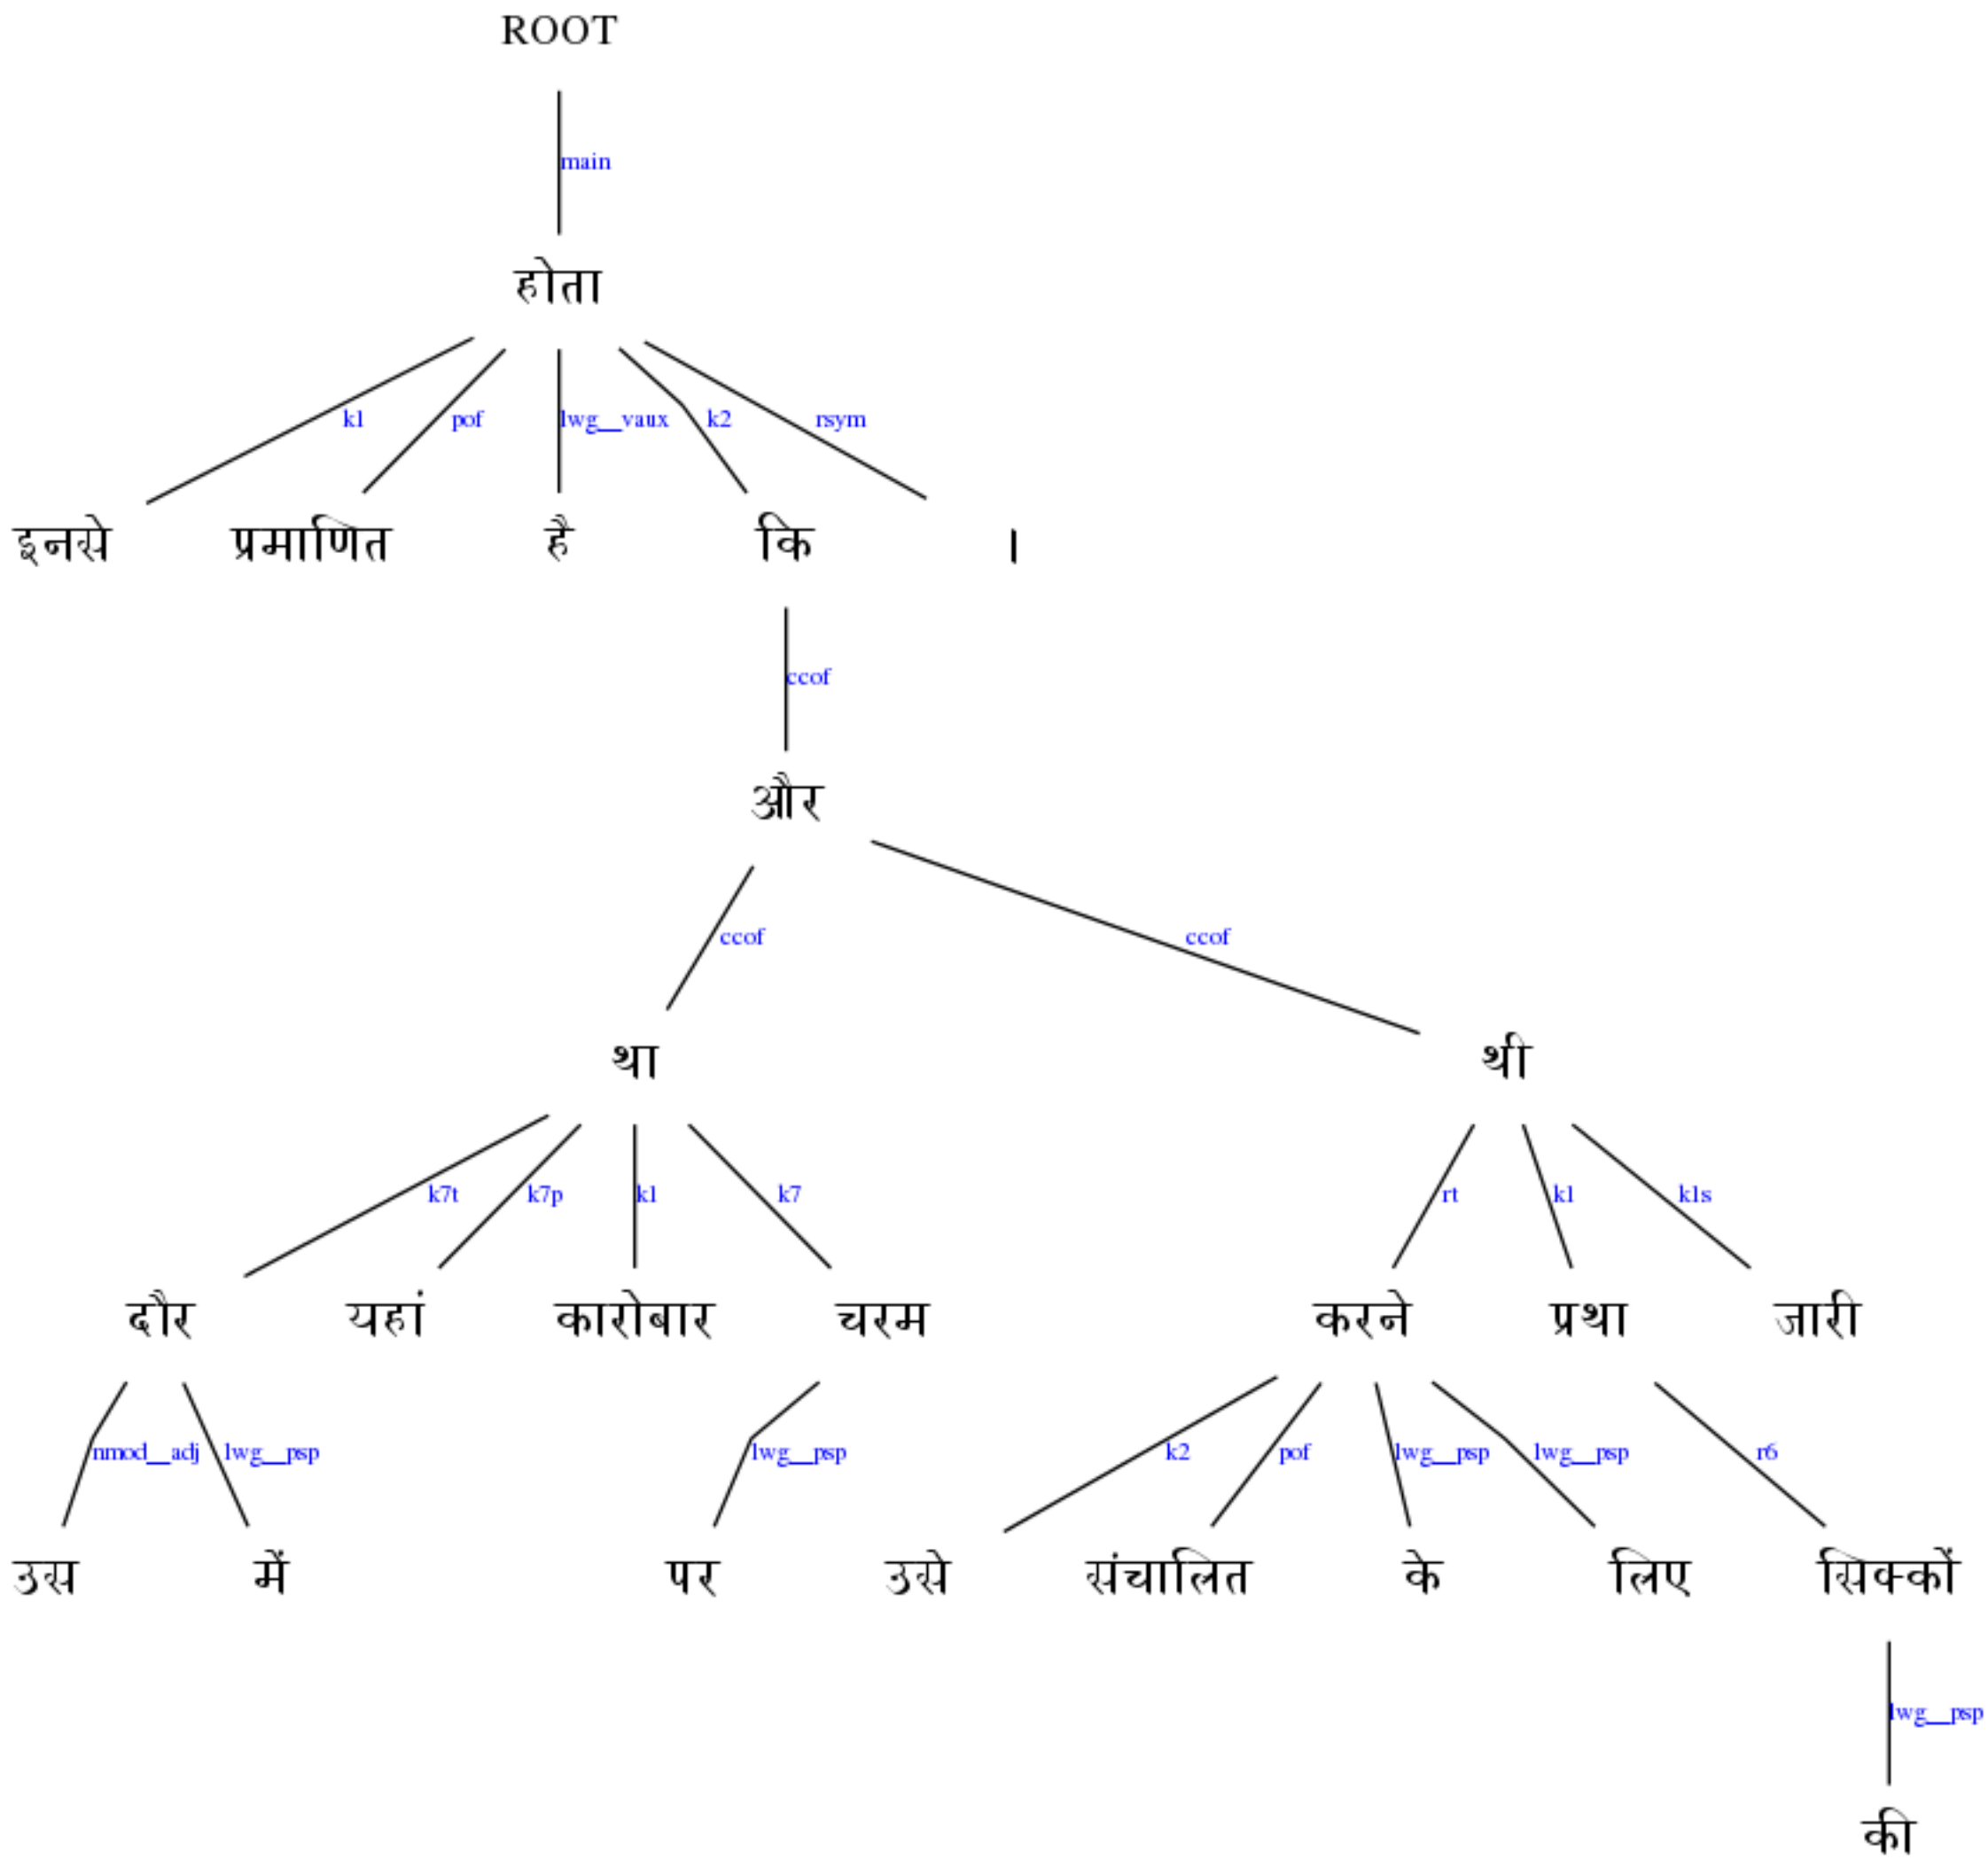 ROOT
main
होता
k1 pof lwg__vaux k2 rsym
इनसे प्रमाणित है कि ।
ccof
और
ccof ccof
था थी
k7t k7p k1 k7 rt k1 k1s
दौर यहां कारोबार चरम करने प्रथा जारी
nmod__adj lwg__psp lwg__psp k2 pof lwg__psp lwg__psp r6
उस में पर उसे संचालित के लिए सिक्कों
lwg__psp
की